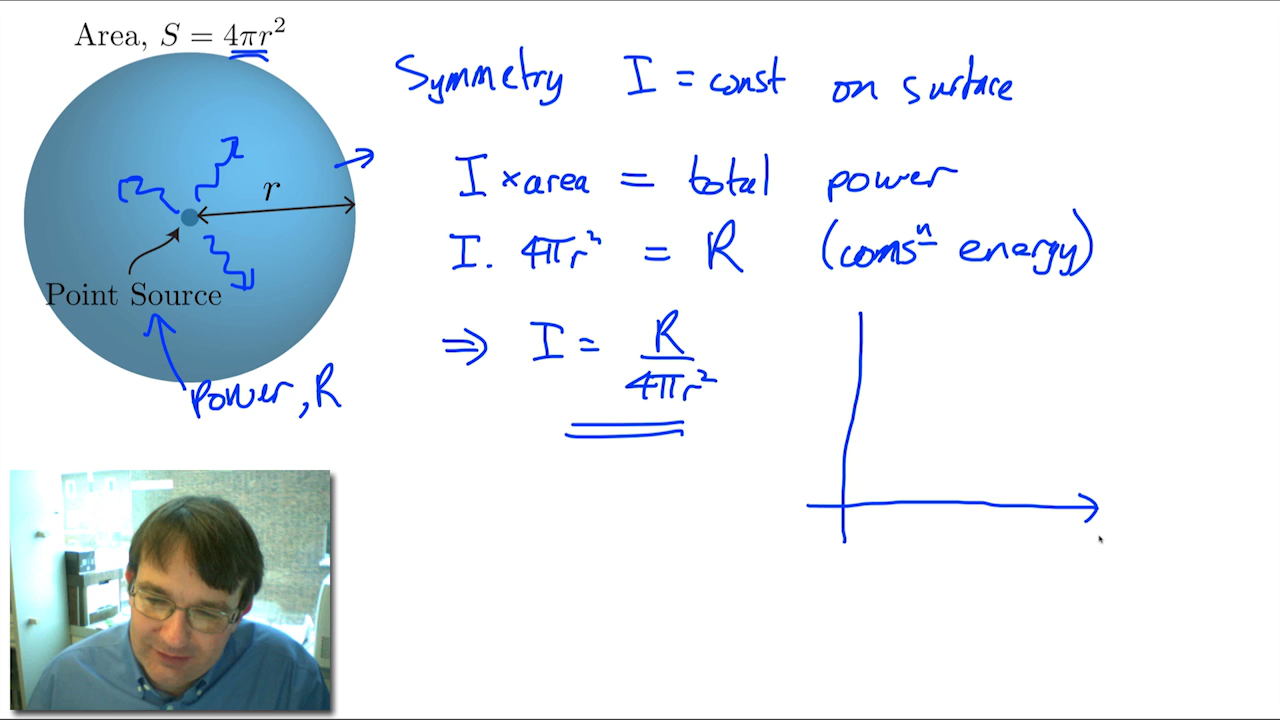 Area, S = 4πr²
r
Point Source
Power, R
Symmetry I = const on surface
I × area = total power
I. 4πr² = R (consⁿ energy)
⇒ I = R / 4πr²